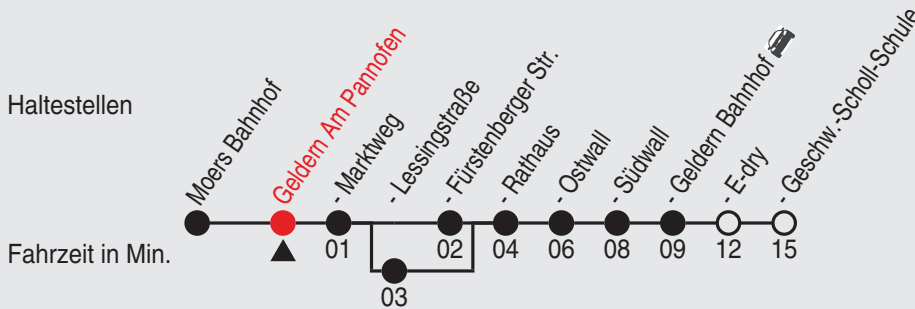 Haltestellen
Moers Bahnhof
Geldern Am Pannofen
- Marktweg
- Lessingstraße
- Fürstenberger Str.
- Rathaus
- Ostwall
- Südwall
- Geldern Bahnhof
- E-dry
- Geschw.-Scholl-Schule
Fahrzeit in Min.
01
02
04
06
08
09
12
15
03